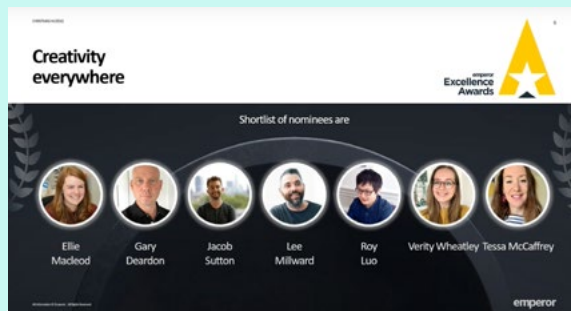 Creativity
everywhere
emperor
Excellence
Awards
Shortlist of nominees are
Ellie
Macleod
Gary
Deardon
Jacob
Sutton
Lee
Millward
Roy
Luo
Verity Wheatley
Tessa McCaffrey
emperor